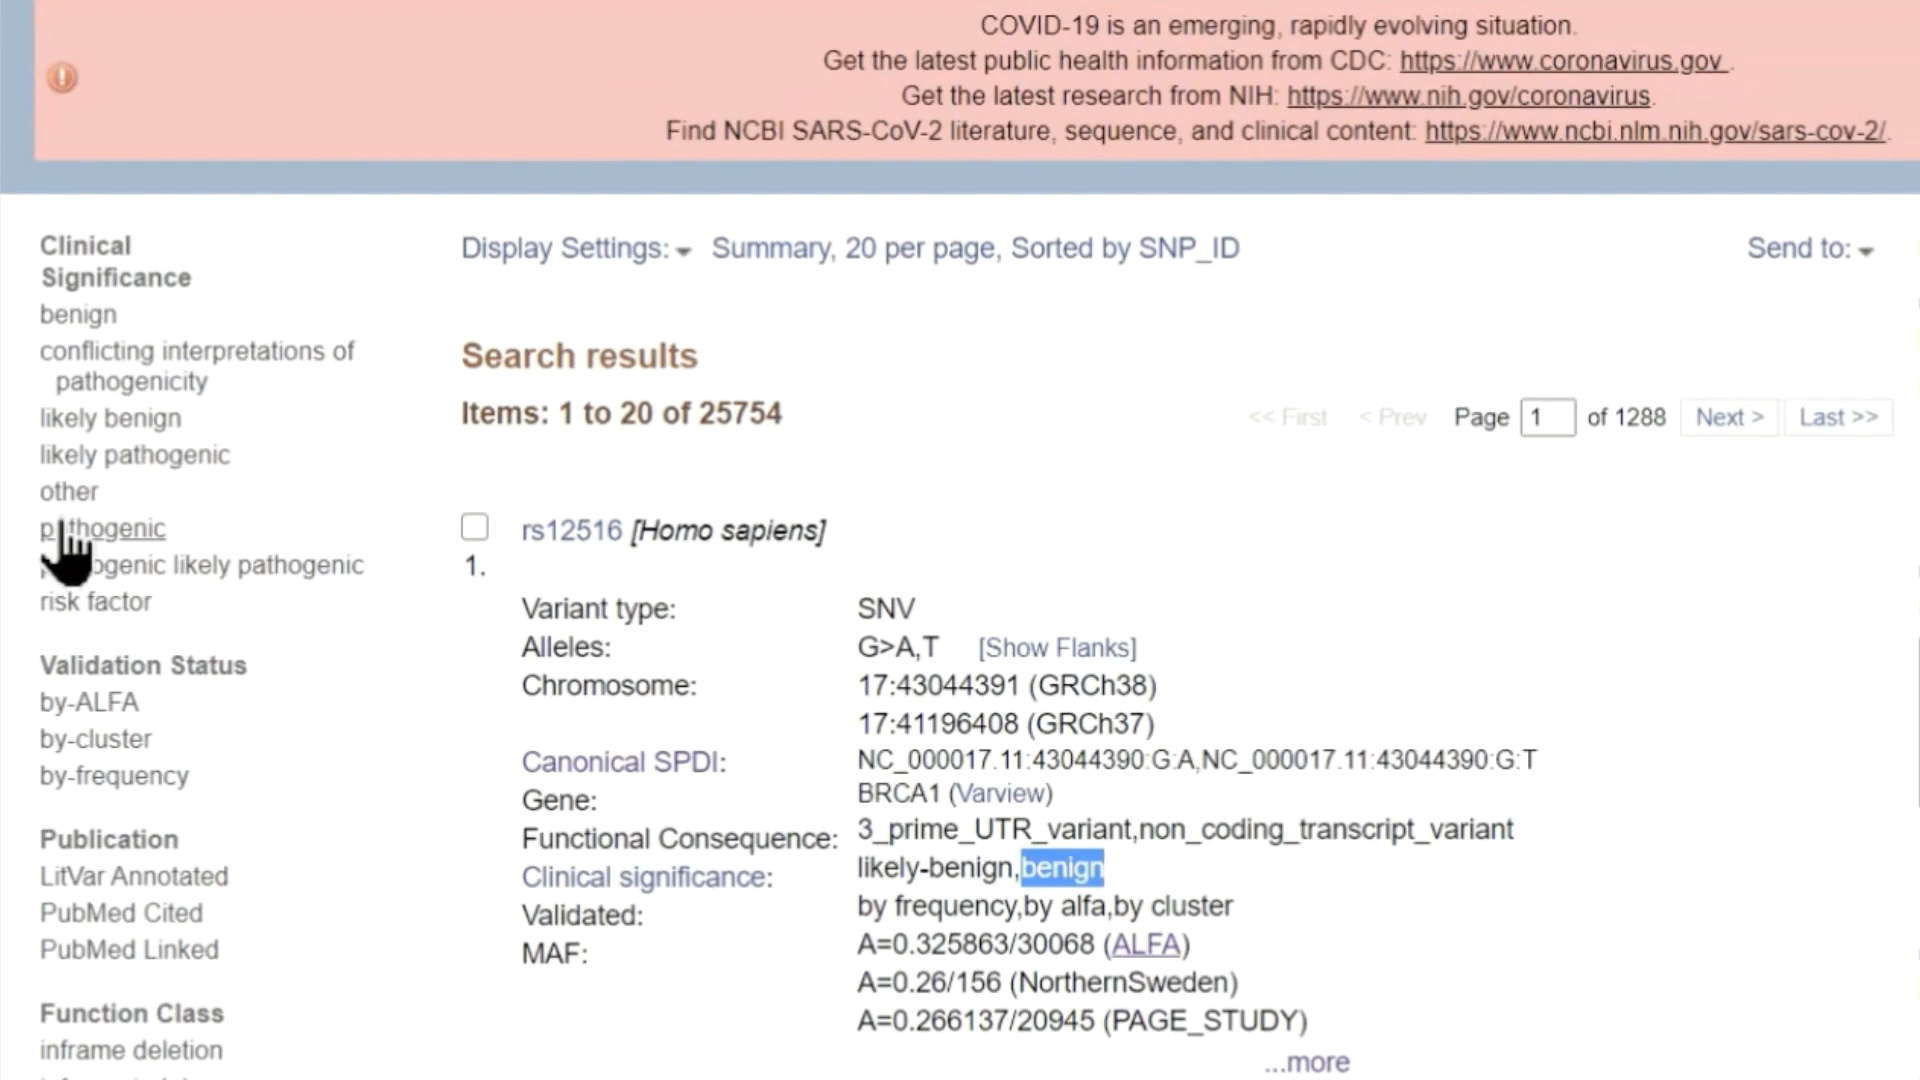 COVID-19 is an emerging, rapidly evolving situation.
Get the latest public health information from CDC: https://www.coronavirus.gov .
Get the latest research from NIH: https://www.nih.gov/coronavirus.
Find NCBI SARS-CoV-2 literature, sequence, and clinical content: https://www.ncbi.nlm.nih.gov/sars-cov-2/.
Clinical
Significance
benign
conflicting interpretations of
pathogenicity
likely benign
likely pathogenic
other
pathogenic
pathogenic likely pathogenic
risk factor
Validation Status
by-ALFA
by-cluster
by-frequency
Publication
LitVar Annotated
PubMed Cited
PubMed Linked
Function Class
inframe deletion
Display Settings: Summary, 20 per page, Sorted by SNP_ID
Send to:
Search results
Items: 1 to 20 of 25754
<< First < Prev Page 1 of 1288 Next > Last >>
rs12516 [Homo sapiens]
1.
Variant type: SNV
Alleles: G>A,T [Show Flanks]
Chromosome: 17:43044391 (GRCh38)
17:41196408 (GRCh37)
Canonical SPDI: NC_000017.11:43044390:G:A,NC_000017.11:43044390:G:T
Gene: BRCA1 (Varview)
Functional Consequence: 3_prime_UTR_variant,non_coding_transcript_variant
Clinical significance: likely-benign,benign
Validated: by frequency,by alfa,by cluster
MAF: A=0.325863/30068 (ALFA)
A=0.26/156 (NorthernSweden)
A=0.266137/20945 (PAGE_STUDY)
...more